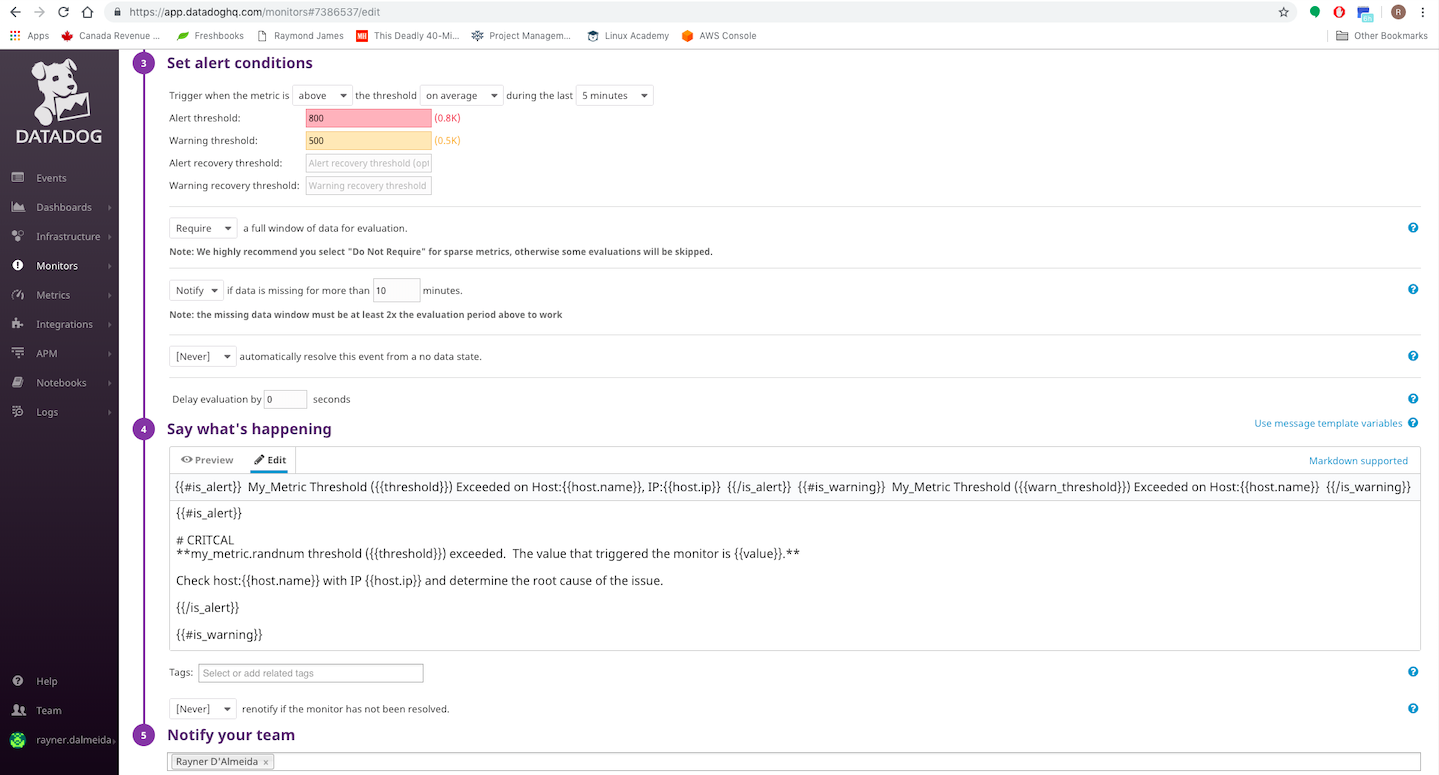 https://app.datadoghq.com/monitors#7386537/edit
R
Apps Canada Revenue ... Freshbooks Raymond James This Deadly 40-Mi... Project Managem... Linux Academy AWS Console Other Bookmarks
DATADOG
Events
Dashboards
Infrastructure
Monitors
Metrics
Integrations
APM
Notebooks
Logs
Help
Team
rayner.dalmeida
3 Set alert conditions
Trigger when the metric is above the threshold on average during the last 5 minutes
Alert threshold: 800 (0.8K)
Warning threshold: 500 (0.5K)
Alert recovery threshold: Alert recovery threshold (opt
Warning recovery threshold: Warning recovery threshold
Require a full window of data for evaluation. ?
Note: We highly recommend you select "Do Not Require" for sparse metrics, otherwise some evaluations will be skipped.
Notify if data is missing for more than 10 minutes. ?
Note: the missing data window must be at least 2x the evaluation period above to work
[Never] automatically resolve this event from a no data state. ?
Delay evaluation by 0 seconds ?
4 Say what's happening Use message template variables ?
Preview Edit Markdown supported
{{#is_alert}} My_Metric Threshold ({{threshold}}) Exceeded on Host:{{host.name}}, IP:{{host.ip}} {{/is_alert}} {{#is_warning}} My_Metric Threshold ({{warn_threshold}}) Exceeded on Host:{{host.name}} {{/is_warning}}
{{#is_alert}}
# CRITCAL
**my_metric.randnum threshold ({{threshold}}) exceeded. The value that triggered the monitor is {{value}}.**
Check host:{{host.name}} with IP {{host.ip}} and determine the root cause of the issue.
{{/is_alert}}
{{#is_warning}}
Tags: Select or add related tags ?
[Never] renotify if the monitor has not been resolved. ?
5 Notify your team
Rayner D'Almeida ×